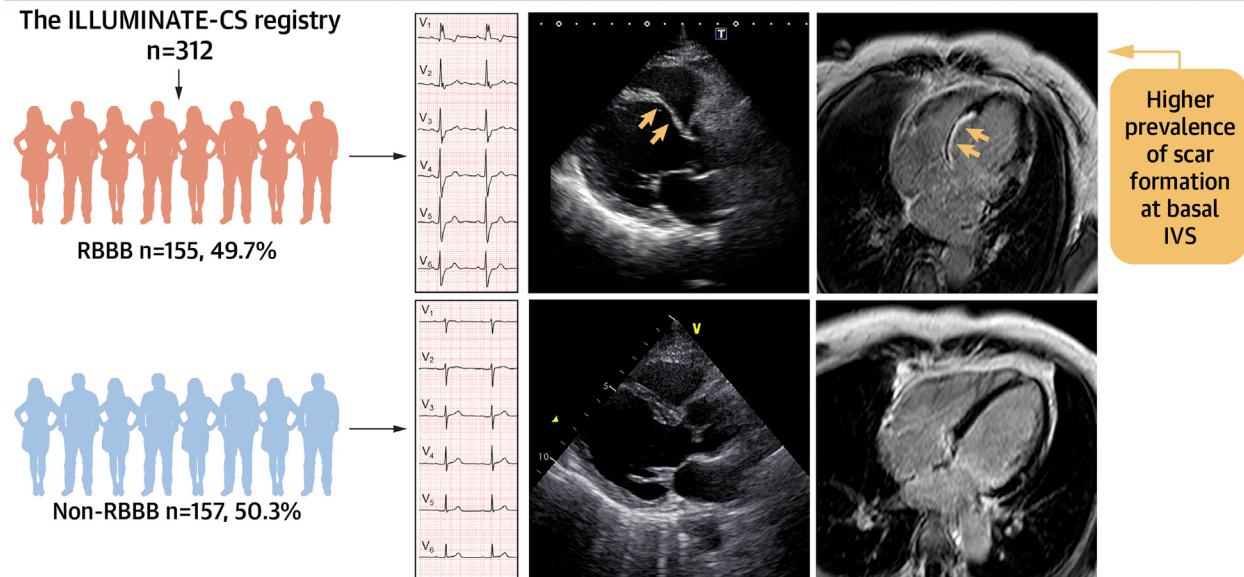 The ILLUMINATE-CS registry
n=312
RBBB n=155, 49.7%
V1
V2
V3
V4
V5
V6
T
Higher
prevalence
of scar
formation
at basal
IVS
Non-RBBB n=157, 50.3%
V1
V2
V3
V4
V5
V6
V
5
10